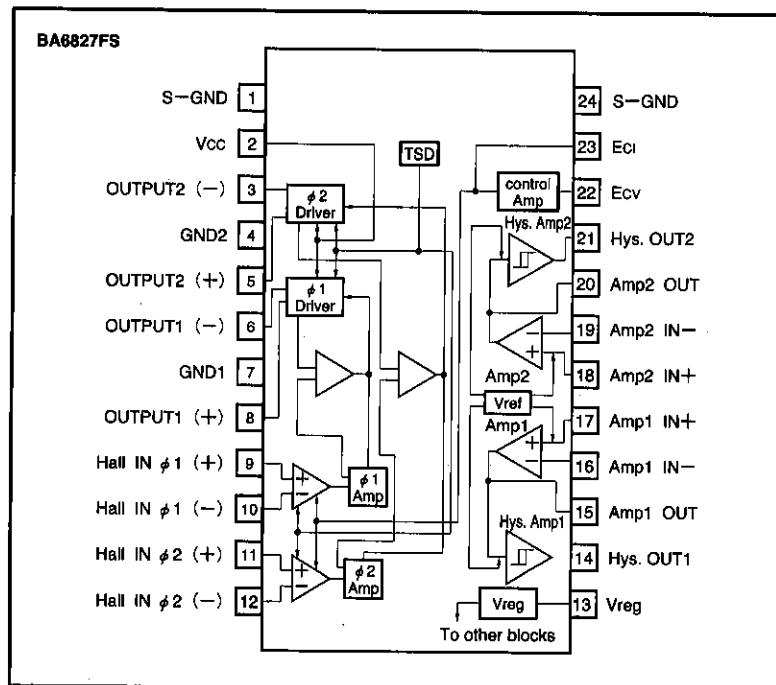 BA6827FS
S-GND 1
Vcc 2
OUTPUT2 (-) 3
GND2 4
OUTPUT2 (+) 5
OUTPUT1 (-) 6
GND1 7
OUTPUT1 (+) 8
Hall IN φ1 (+) 9
Hall IN φ1 (-) 10
Hall IN φ2 (+) 11
Hall IN φ2 (-) 12
TSD
φ2
Driver
φ1
Driver
+
-
φ1
Amp
+
-
φ2
Amp
control
Amp
Hys. Amp2
-
+
Amp2
Vref
Amp1
+
-
Hys. Amp1
Vreg
To other blocks
24 S-GND
23 ECI
22 ECV
21 Hys. OUT2
20 Amp2 OUT
19 Amp2 IN-
18 Amp2 IN+
17 Amp1 IN+
16 Amp1 IN-
15 Amp1 OUT
14 Hys. OUT1
13 Vreg